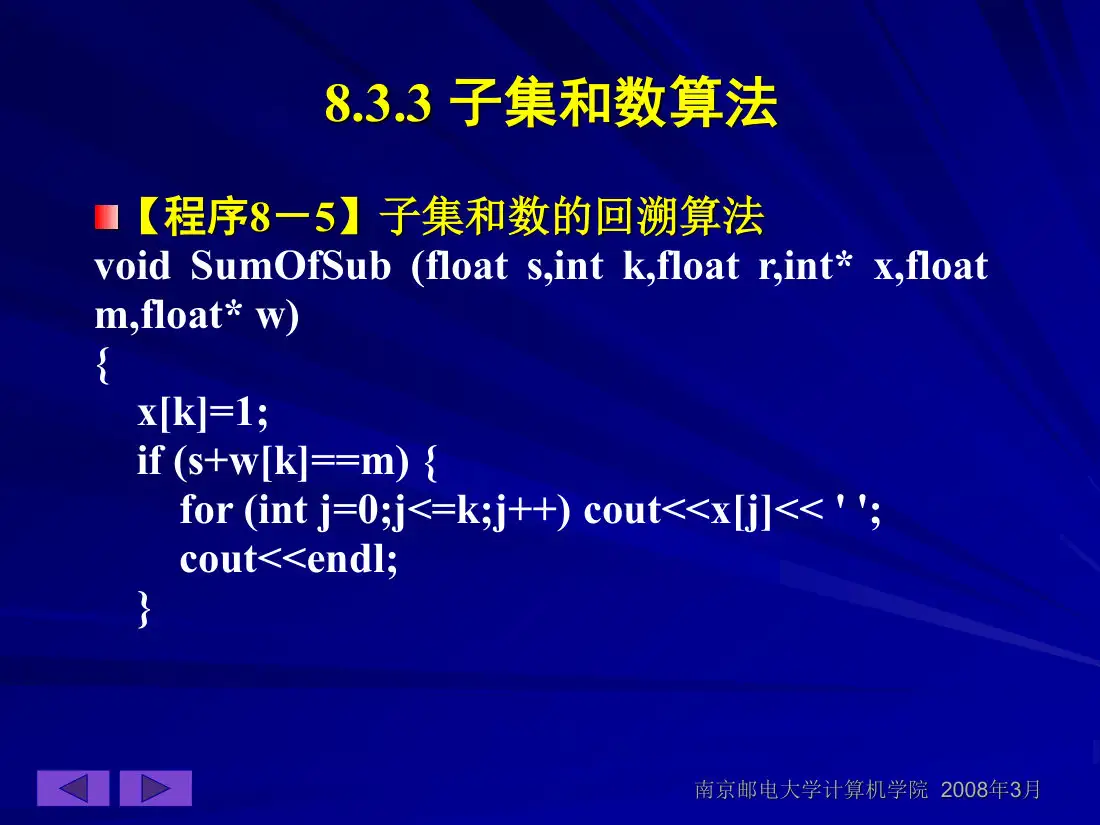 8.3.3 子集和数算法
【程序8－5】子集和数的回溯算法
void SumOfSub (float s,int k,float r,int* x,float
m,float* w)
{
x[k]=1;
if (s+w[k]==m) {
for (int j=0;j<=k;j++) cout<<x[j]<< ' ';
cout<<endl;
}
南京邮电大学计算机学院 2008年3月